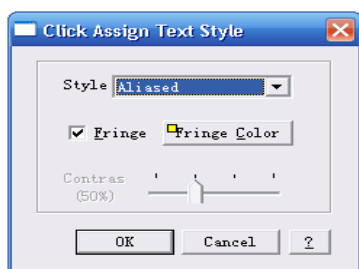 Click Assign Text Style
Style Aliased
Fringe Fringe Color
Contras
(50%)
OK Cancel ?